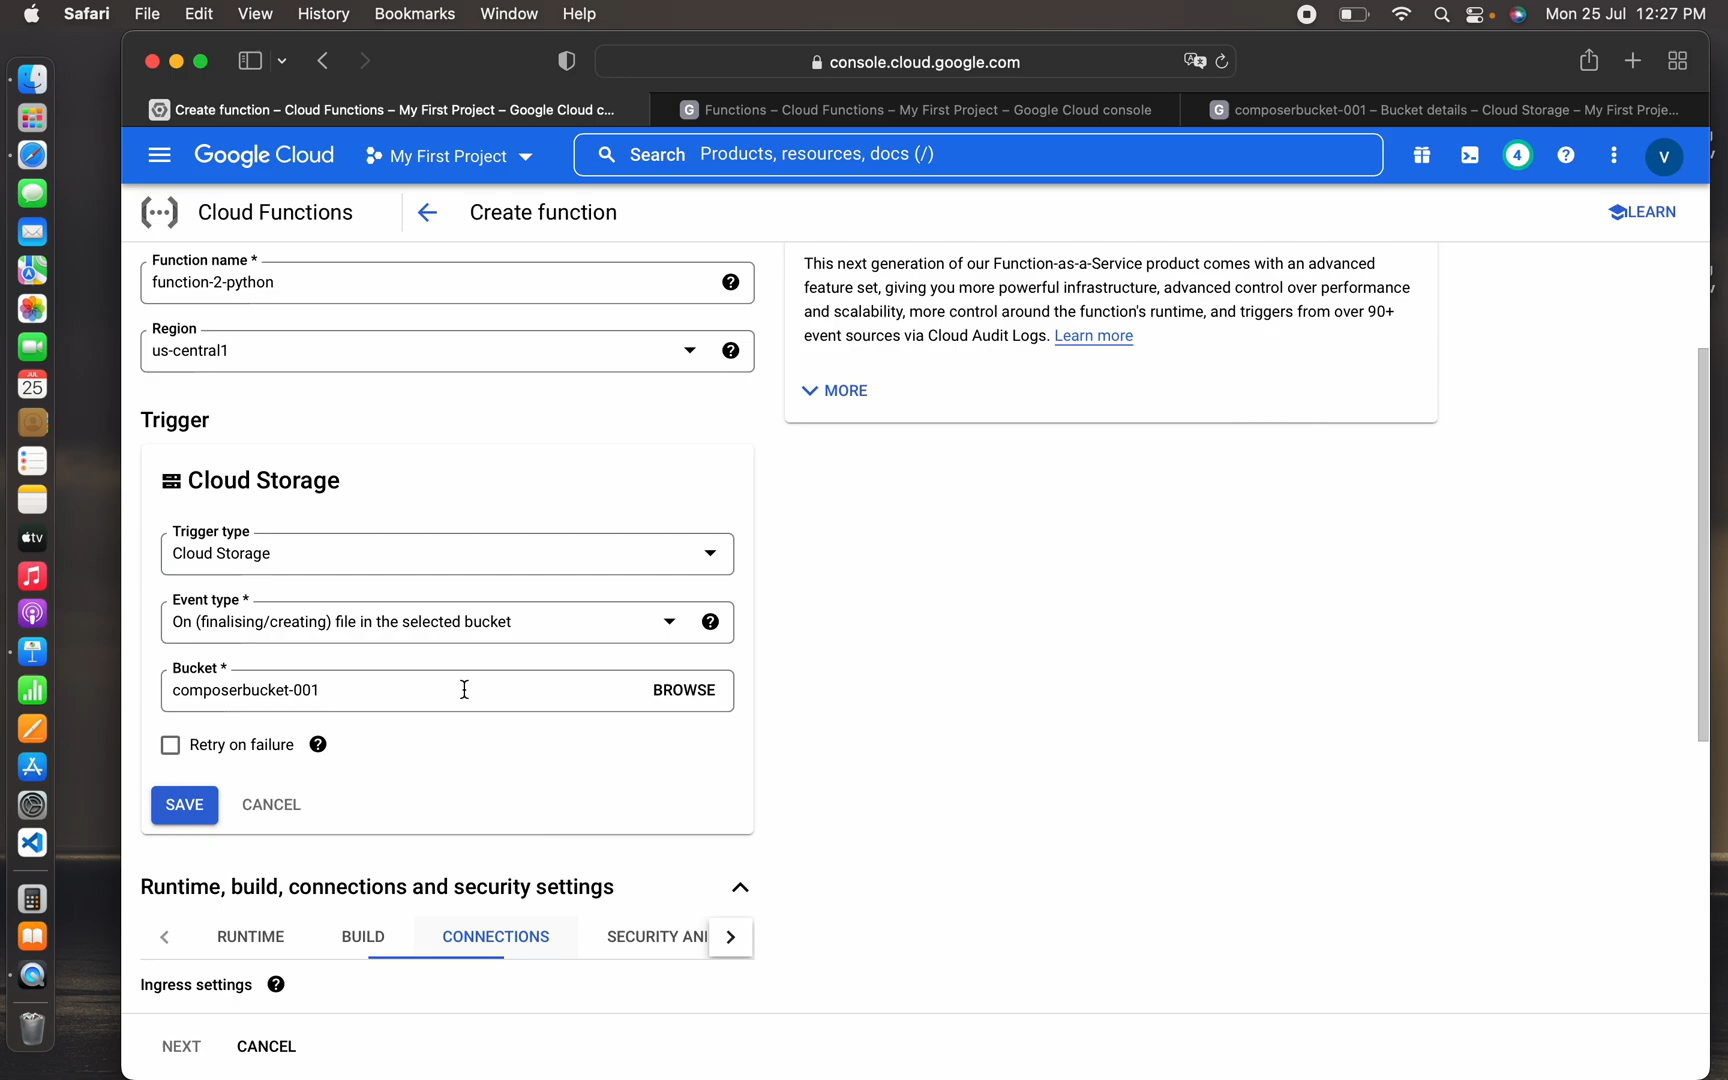 Safari File Edit View History Bookmarks Window Help Mon 25 Jul 12:27 PM
console.cloud.google.com
Create function – Cloud Functions – My First Project – Google Cloud c...
G Functions – Cloud Functions – My First Project – Google Cloud console
G composerbucket-001 – Bucket details – Cloud Storage – My First Proje...
Google Cloud My First Project Search Products, resources, docs (/) 4 ? V
Cloud Functions Create function LEARN
Function name *
function-2-python
Region
us-central1
This next generation of our Function-as-a-Service product comes with an advanced
feature set, giving you more powerful infrastructure, advanced control over performance
and scalability, more control around the function's runtime, and triggers from over 90+
event sources via Cloud Audit Logs. Learn more
MORE
Trigger
Cloud Storage
Trigger type
Cloud Storage
Event type *
On (finalising/creating) file in the selected bucket
Bucket *
composerbucket-001 BROWSE
Retry on failure
SAVE CANCEL
Runtime, build, connections and security settings
RUNTIME BUILD CONNECTIONS SECURITY AN
Ingress settings
NEXT CANCEL
JUL
25
tv